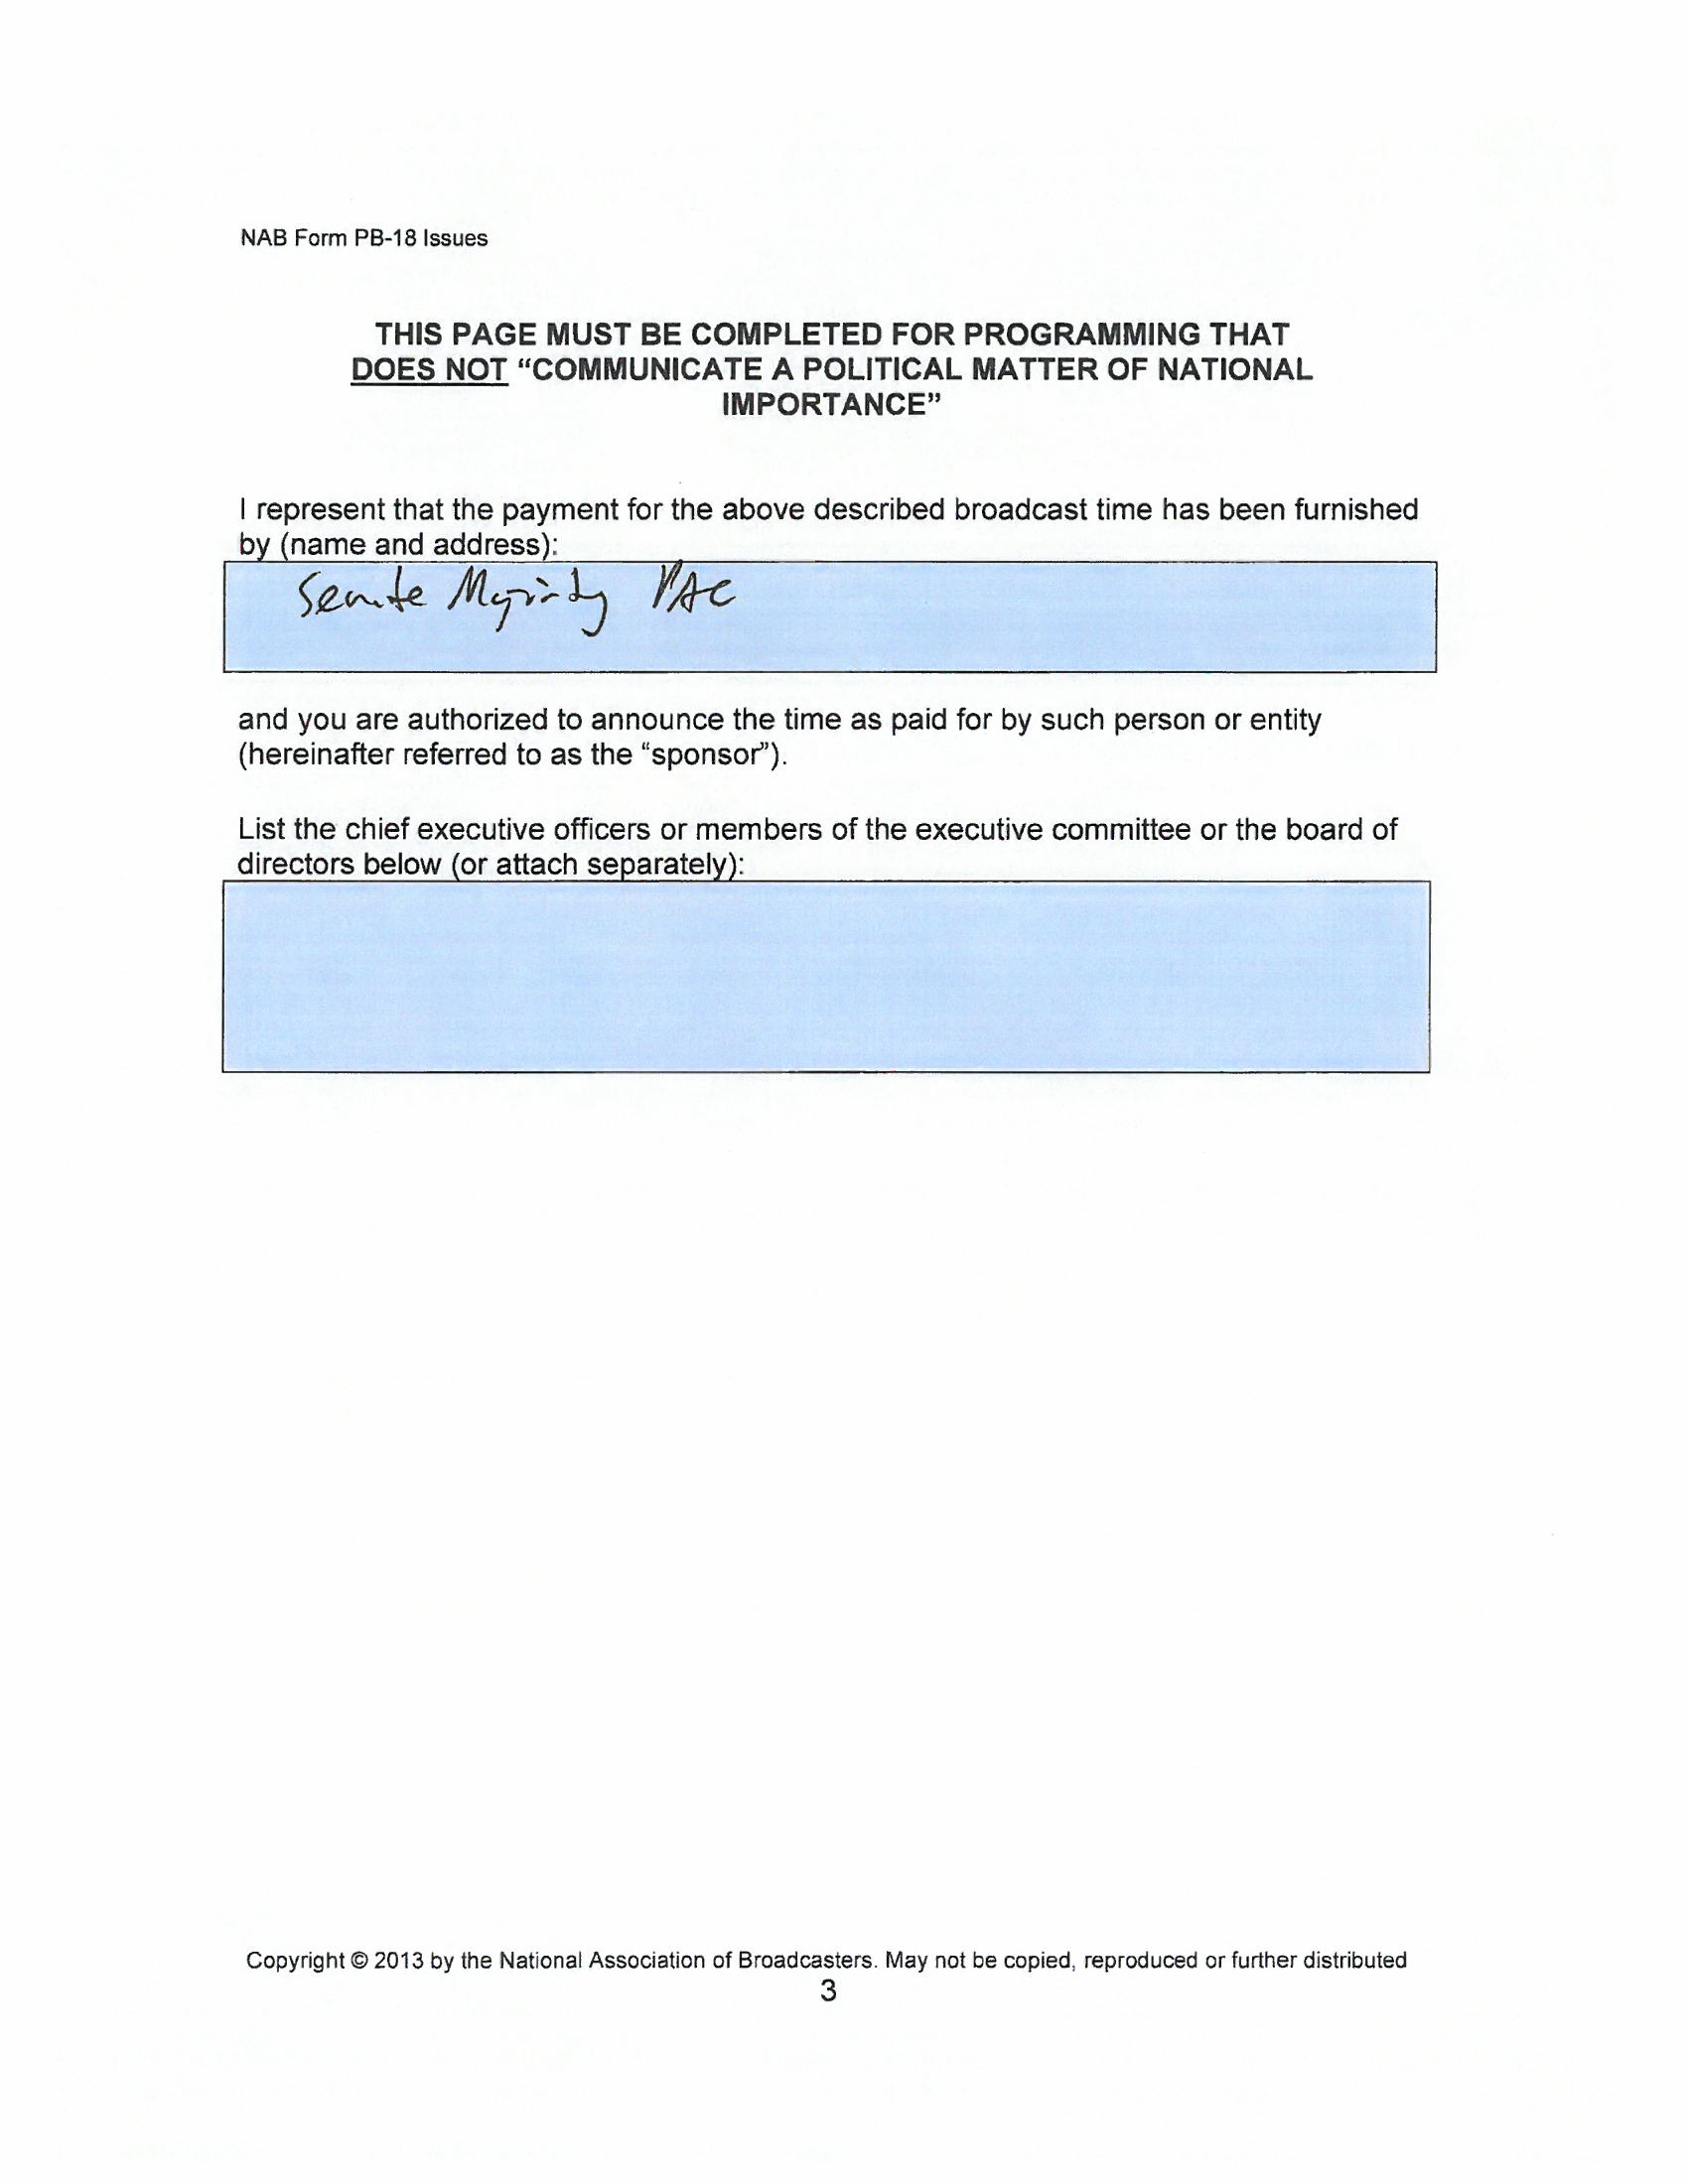 NAB Form PB-18 Issues
THIS PAGE MUST BE COMPLETED FOR PROGRAMMING THAT
DOES NOT “COMMUNICATE A POLITICAL MATTER OF NATIONAL
IMPORTANCE”
I represent that the payment for the above described broadcast time has been furnished
by (name and address):
Senate Majority PAC
and you are authorized to announce the time as paid for by such person or entity
(hereinafter referred to as the “sponsor”).
List the chief executive officers or members of the executive committee or the board of
directors below (or attach separately):
Copyright © 2013 by the National Association of Broadcasters. May not be copied, reproduced or further distributed
3